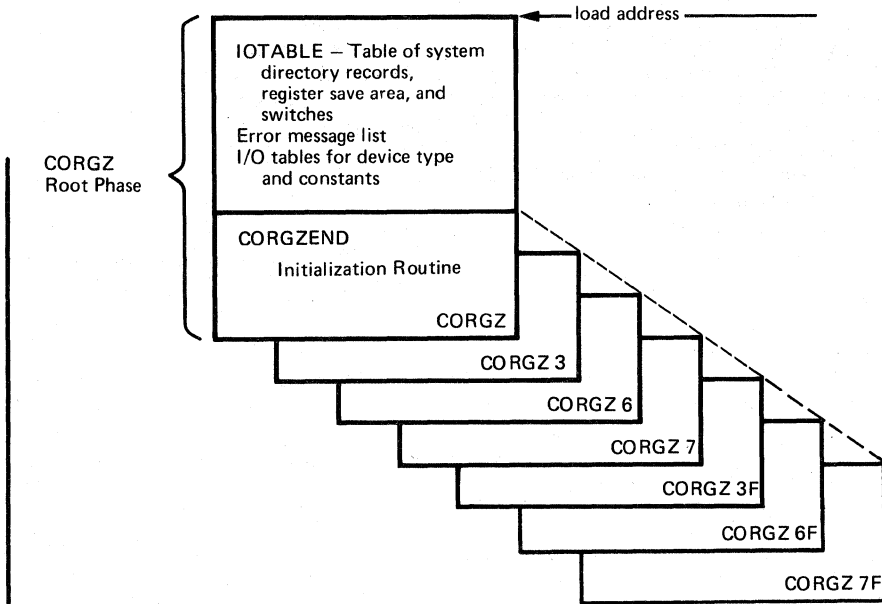 load address
IOTABLE – Table of system
directory records,
register save area, and
switches
Error message list
I/O tables for device type
and constants
CORGZ
Root Phase
CORGZEND
Initialization Routine
CORGZ
CORGZ 3
CORGZ 6
CORGZ 7
CORGZ 3F
CORGZ 6F
CORGZ 7F